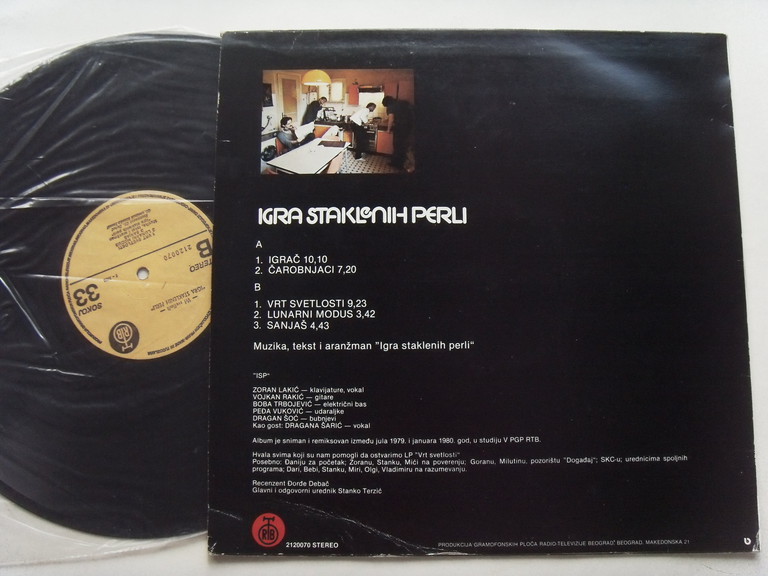 IGRA STAKLENIH PERLI
A
1. IGRAČ 10,10
2. ČAROBNJACI 7,20
B
1. VRT SVETLOSTI 9,23
2. LUNARNI MODUS 3,42
3. SANJAŠ 4,43
Muzika, tekst i aranžman "Igra staklenih perli"
"ISP"
ZORAN LAKIĆ — klavijature, vokal
VOJKAN RAKIĆ — gitare
BOBA TRBOJEVIĆ — električni bas
PEĐA VUKOVIĆ — udaraljke
DRAGAN ŠOĆ — bubnjevi
Kao gost: DRAGANA ŠARIĆ — vokal
Album je sniman i remiksovan između jula 1979. i januara 1980. god, u studiju V PGP RTB.
Hvala svima koji su nam pomogli da ostvarimo LP "Vrt svetlosti"
Posebno: Daniju za početak; Zoranu, Stanku, Mići na poverenju; Goranu, Milutinu, pozorištu "Događaj"; SKC-u; urednicima spoljnih
programa; Dari, Bebi, Stanku, Miri, Olgi, Vladimiru na razumevanju.
Recenzent Đorđe Debač
Glavni i odgovorni urednik Stanko Terzić
RTB
2120070 STEREO
PRODUKCIJA GRAMOFONSKIH PLOČA RADIO-TELEVIZIJE BEOGRAD, BEOGRAD, MAKEDONSKA 21
STEREO
B
2120070
SOKOJ
33
"IGRA STAKLENIH PERLI"
RTB